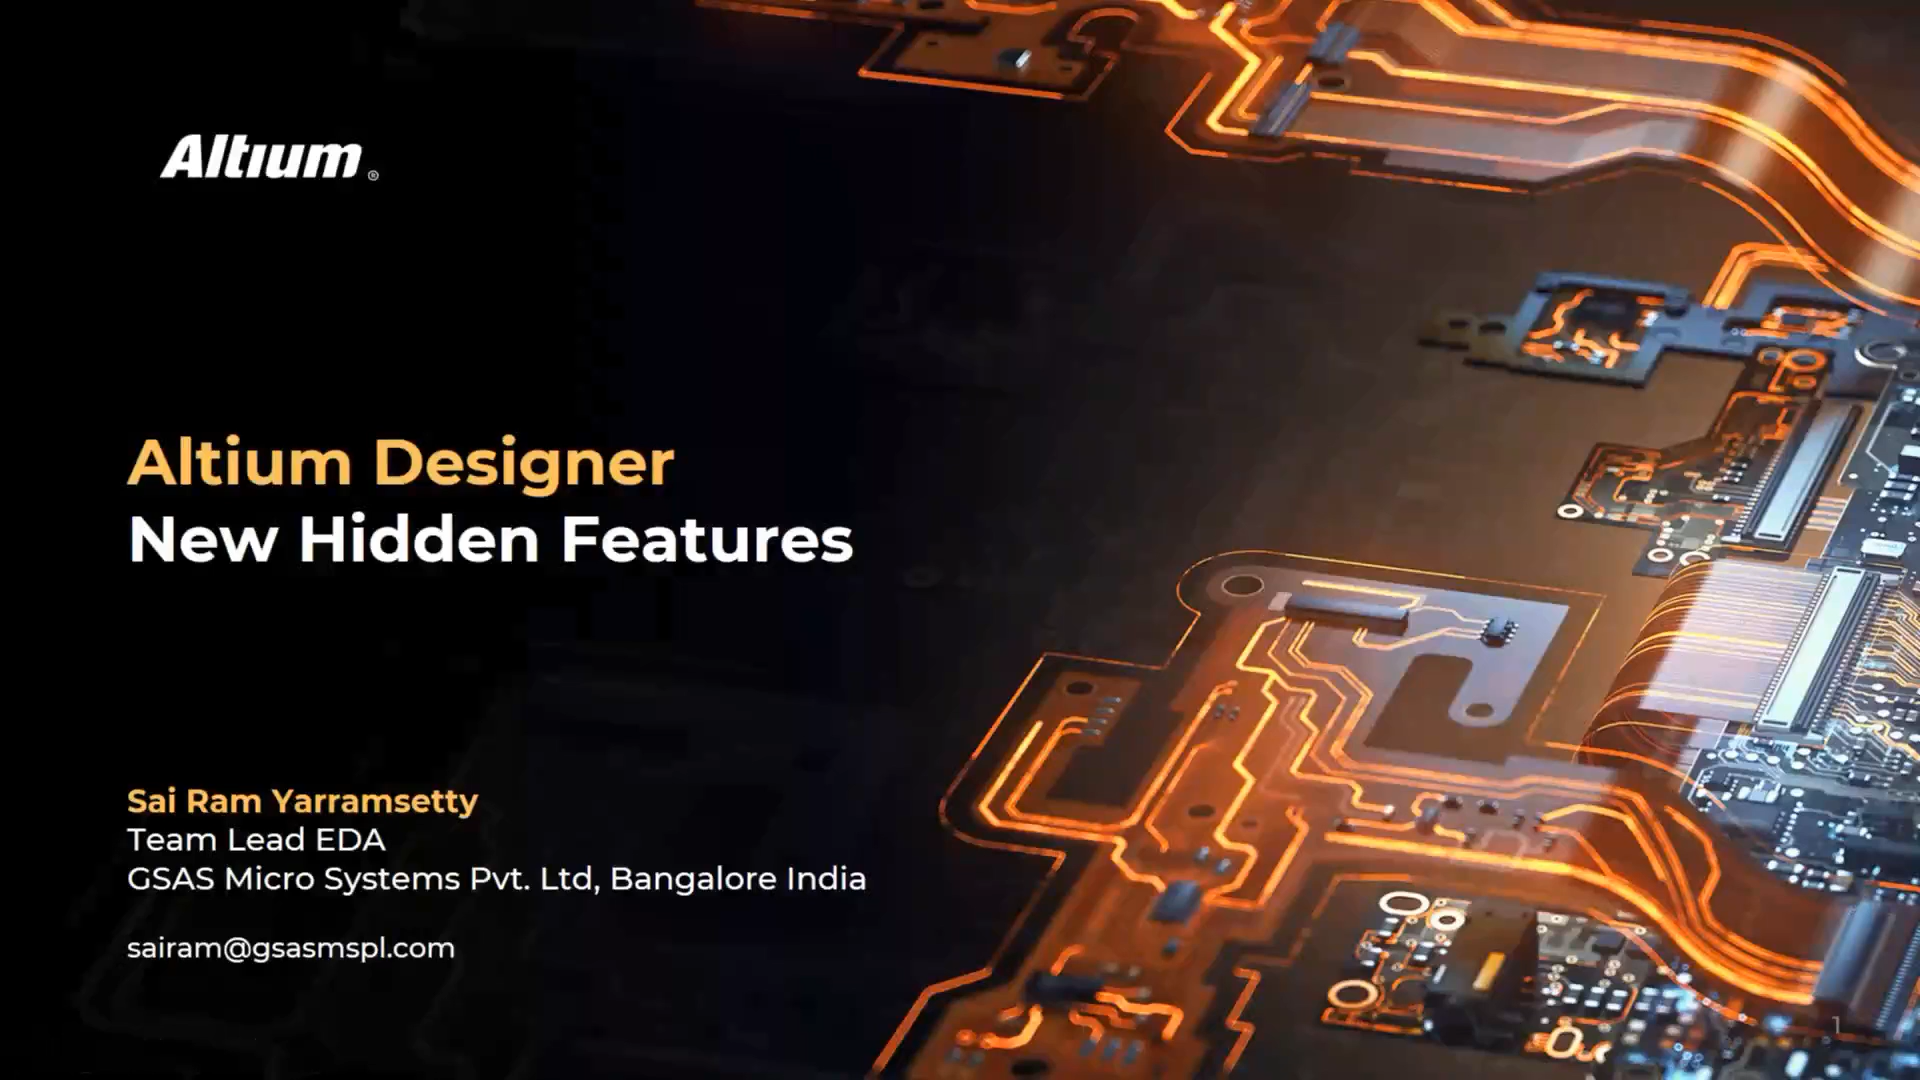 Altium®
Altium Designer
New Hidden Features
Sai Ram Yarramsetty
Team Lead EDA
GSAS Micro Systems Pvt. Ltd, Bangalore India
sairam@gsasmspl.com
1